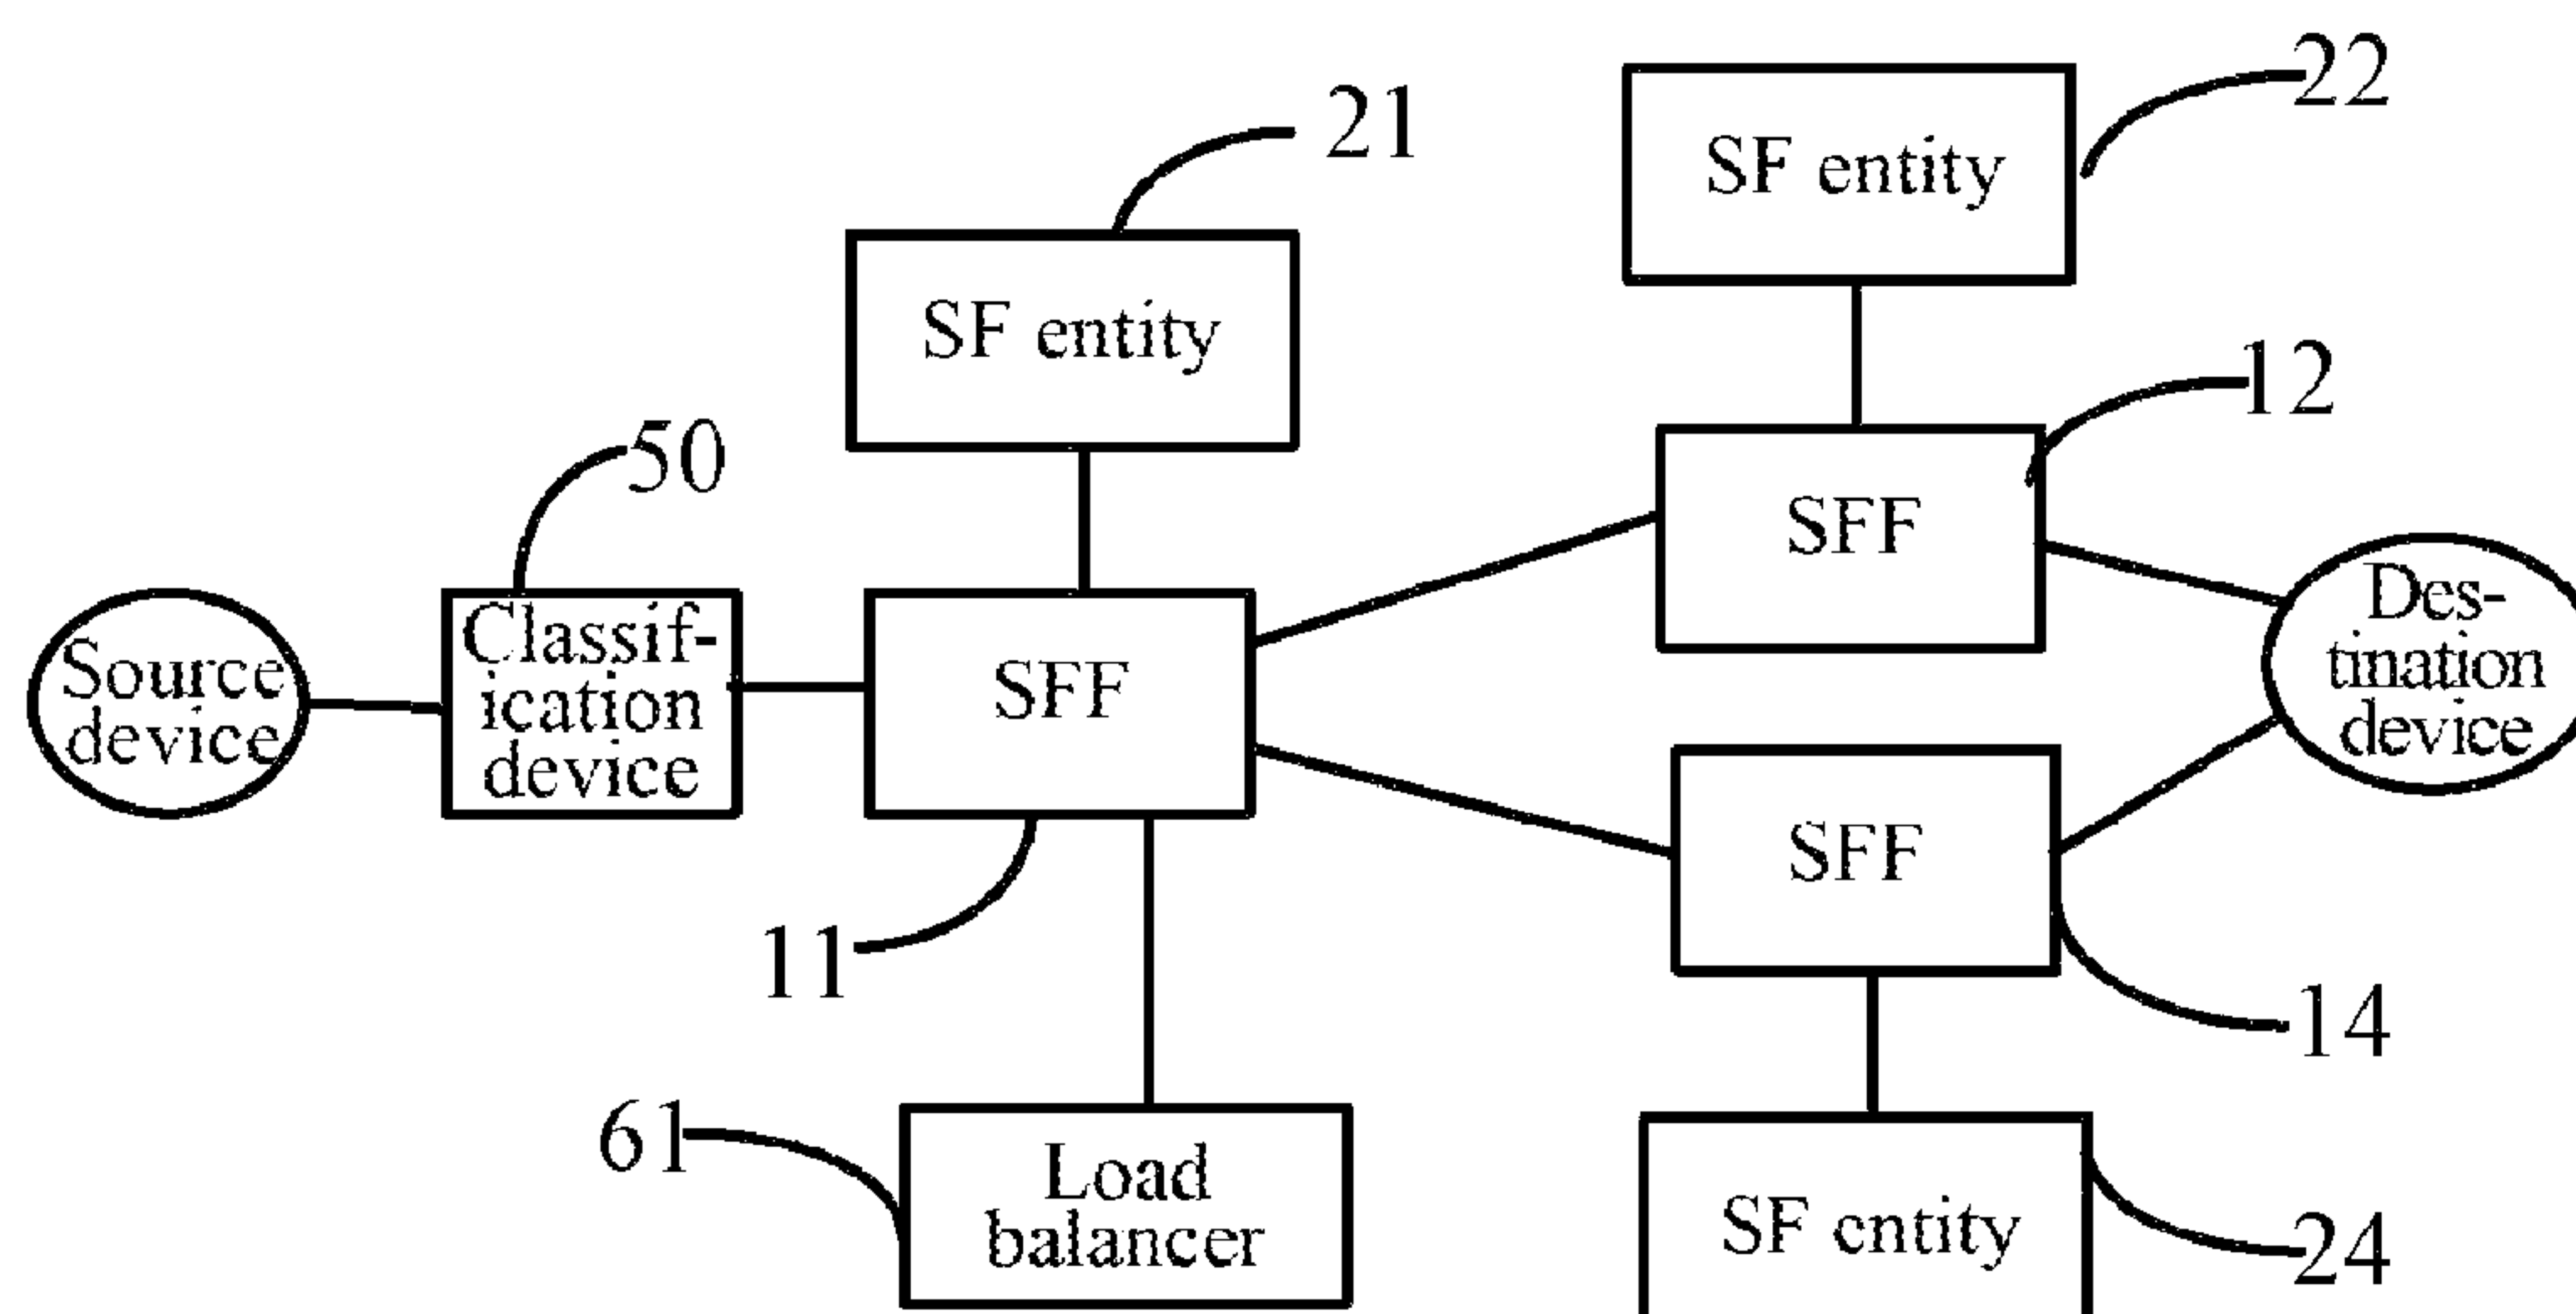 22
21
SF entity
SF entity
12
50
SFF
Source
device
Classif-
ication
device
SFF
Des-
tination
device
SFF
11
14
61
Load
balancer
SF entity
24